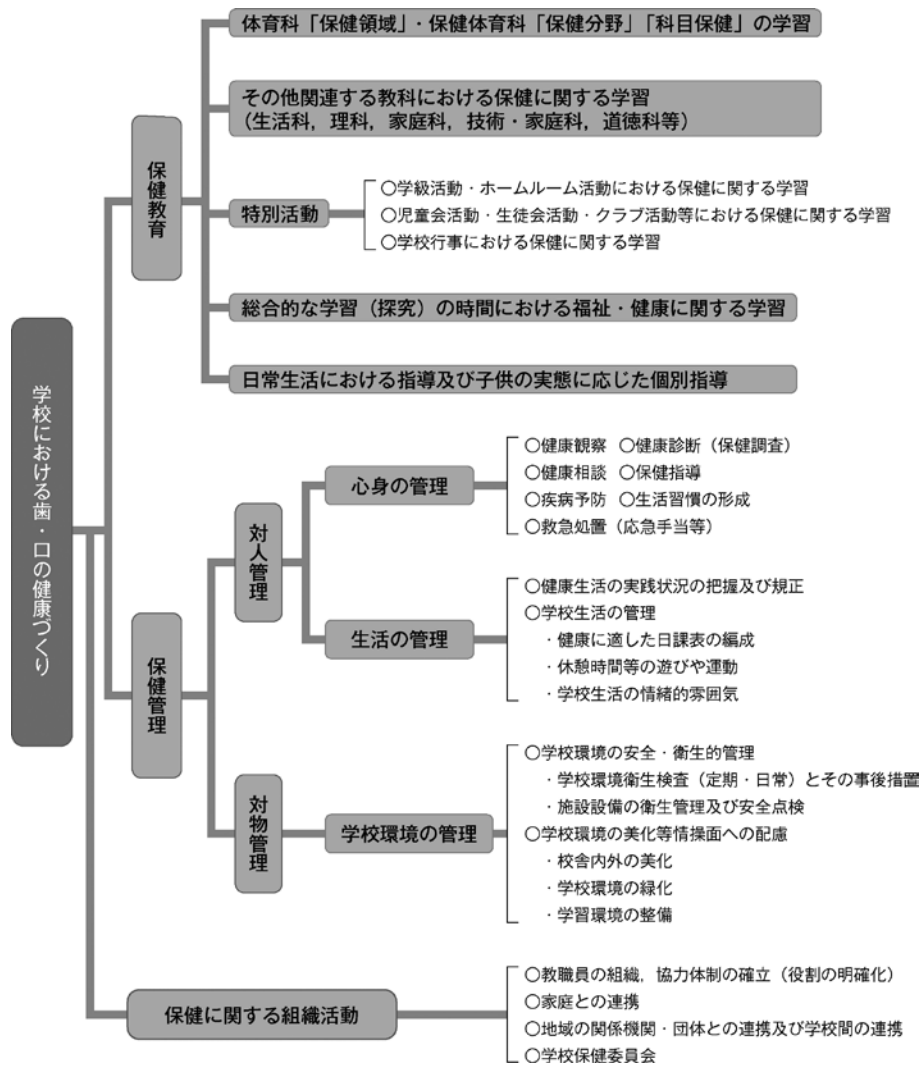 学校における歯・口の健康づくり
保健教育
体育科「保健領域」・保健体育科「保健分野」「科目保健」の学習
その他関連する教科における保健に関する学習
（生活科，理科，家庭科，技術・家庭科，道徳科等）
特別活動
○学級活動・ホームルーム活動における保健に関する学習
○児童会活動・生徒会活動・クラブ活動等における保健に関する学習
○学校行事における保健に関する学習
総合的な学習（探究）の時間における福祉・健康に関する学習
日常生活における指導及び子供の実態に応じた個別指導
保健管理
対人管理
心身の管理
○健康観察 ○健康診断（保健調査）
○健康相談 ○保健指導
○疾病予防 ○生活習慣の形成
○救急処置（応急手当等）
生活の管理
○健康生活の実践状況の把握及び規正
○学校生活の管理
・健康に適した日課表の編成
・休憩時間等の遊びや運動
・学校生活の情緒的雰囲気
対物管理
学校環境の管理
○学校環境の安全・衛生的管理
・学校環境衛生検査（定期・日常）とその事後措置
・施設設備の衛生管理及び安全点検
○学校環境の美化等情操面への配慮
・校舎内外の美化
・学校環境の緑化
・学習環境の整備
保健に関する組織活動
○教職員の組織，協力体制の確立（役割の明確化）
○家庭との連携
○地域の関係機関・団体との連携及び学校間の連携
○学校保健委員会